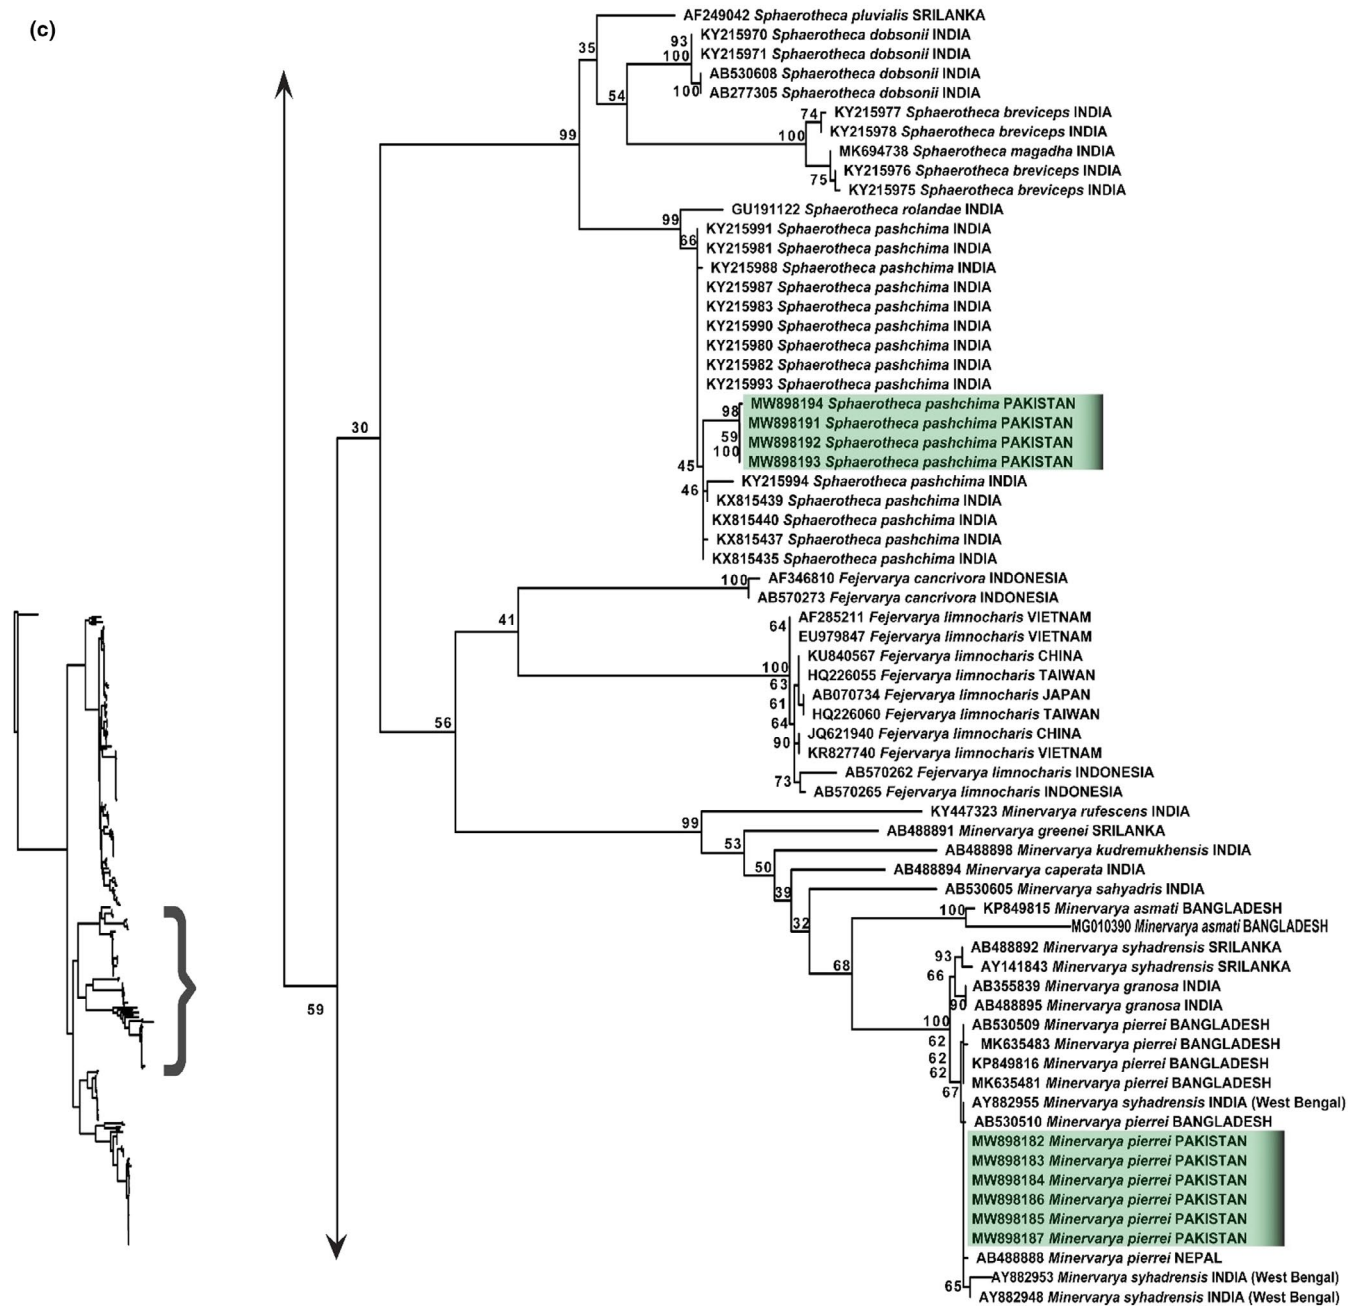 (c)
AF249042 Sphaerotheca pluvialis SRILANKA
35
93
KY215970 Sphaerotheca dobsonii INDIA
100
KY215971 Sphaerotheca dobsonii INDIA
AB530608 Sphaerotheca dobsonii INDIA
54
100
AB277305 Sphaerotheca dobsonii INDIA
74
KY215977 Sphaerotheca breviceps INDIA
99
100
KY215978 Sphaerotheca breviceps INDIA
MK694738 Sphaerotheca magadha INDIA
KY215976 Sphaerotheca breviceps INDIA
75
KY215975 Sphaerotheca breviceps INDIA
GU191122 Sphaerotheca rolandae INDIA
99
KY215991 Sphaerotheca pashchima INDIA
66
KY215981 Sphaerotheca pashchima INDIA
KY215988 Sphaerotheca pashchima INDIA
KY215987 Sphaerotheca pashchima INDIA
KY215983 Sphaerotheca pashchima INDIA
KY215990 Sphaerotheca pashchima INDIA
KY215980 Sphaerotheca pashchima INDIA
KY215982 Sphaerotheca pashchima INDIA
KY215993 Sphaerotheca pashchima INDIA
MW898194 Sphaerotheca pashchima PAKISTAN
98
MW898191 Sphaerotheca pashchima PAKISTAN
30
59
MW898192 Sphaerotheca pashchima PAKISTAN
100
MW898193 Sphaerotheca pashchima PAKISTAN
45
KY215994 Sphaerotheca pashchima INDIA
46
KX815439 Sphaerotheca pashchima INDIA
KX815440 Sphaerotheca pashchima INDIA
KX815437 Sphaerotheca pashchima INDIA
KX815435 Sphaerotheca pashchima INDIA
100
AF346810 Fejervarya cancrivora INDONESIA
AB570273 Fejervarya cancrivora INDONESIA
41
64
AF285211 Fejervarya limnocharis VIETNAM
EU979847 Fejervarya limnocharis VIETNAM
KU840567 Fejervarya limnocharis CHINA
100
HQ226055 Fejervarya limnocharis TAIWAN
63
AB070734 Fejervarya limnocharis JAPAN
61
HQ226060 Fejervarya limnocharis TAIWAN
56
64
JQ621940 Fejervarya limnocharis CHINA
90
KR827740 Fejervarya limnocharis VIETNAM
AB570262 Fejervarya limnocharis INDONESIA
73
AB570265 Fejervarya limnocharis INDONESIA
KY447323 Minervarya rufescens INDIA
99
AB488891 Minervarya greenei SRILANKA
53
AB488898 Minervarya kudremukhensis INDIA
50
AB488894 Minervarya caperata INDIA
39
AB530605 Minervarya sahyadris INDIA
100
KP849815 Minervarya asmati BANGLADESH
32
MG010390 Minervarya asmati BANGLADESH
AB488892 Minervarya syhadrensis SRILANKA
93
68
AY141843 Minervarya syhadrensis SRILANKA
66
AB355839 Minervarya granosa INDIA
90
AB488895 Minervarya granosa INDIA
59
100
AB530509 Minervarya pierrei BANGLADESH
62
MK635483 Minervarya pierrei BANGLADESH
62
KP849816 Minervarya pierrei BANGLADESH
62
MK635481 Minervarya pierrei BANGLADESH
67
AY882955 Minervarya syhadrensis INDIA (West Bengal)
AB530510 Minervarya pierrei BANGLADESH
MW898182 Minervarya pierrei PAKISTAN
MW898183 Minervarya pierrei PAKISTAN
MW898184 Minervarya pierrei PAKISTAN
MW898186 Minervarya pierrei PAKISTAN
MW898185 Minervarya pierrei PAKISTAN
MW898187 Minervarya pierrei PAKISTAN
AB488888 Minervarya pierrei NEPAL
65
AY882953 Minervarya syhadrensis INDIA (West Bengal)
AY882948 Minervarya syhadrensis INDIA (West Bengal)